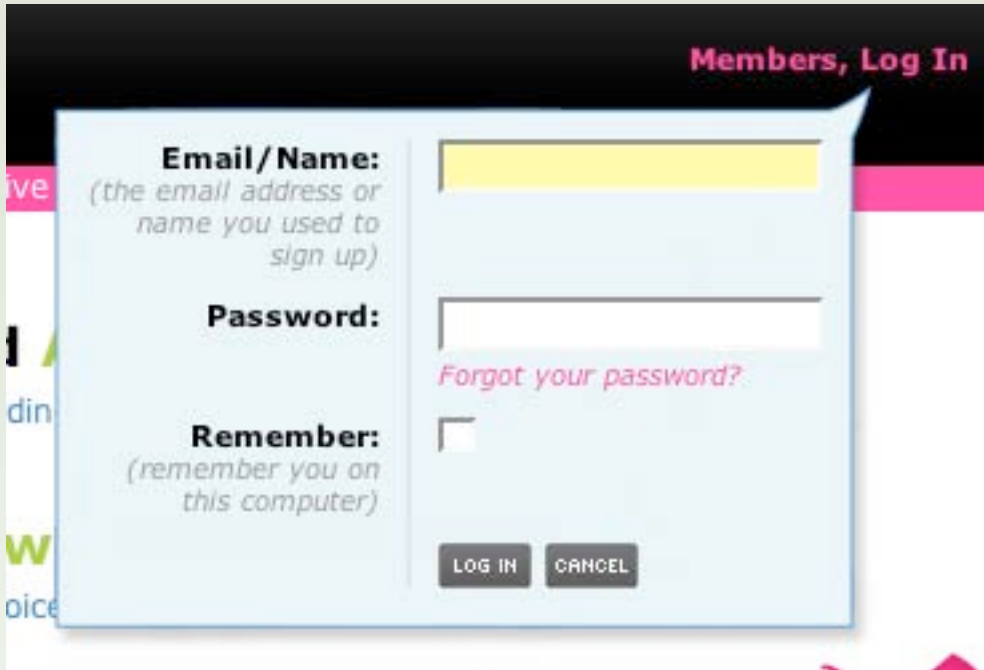 Members, Log In
Email/Name:
(the email address or
name you used to
sign up)
Password:
Forgot your password?
Remember:
(remember you on
this computer)
LOG IN CANCEL